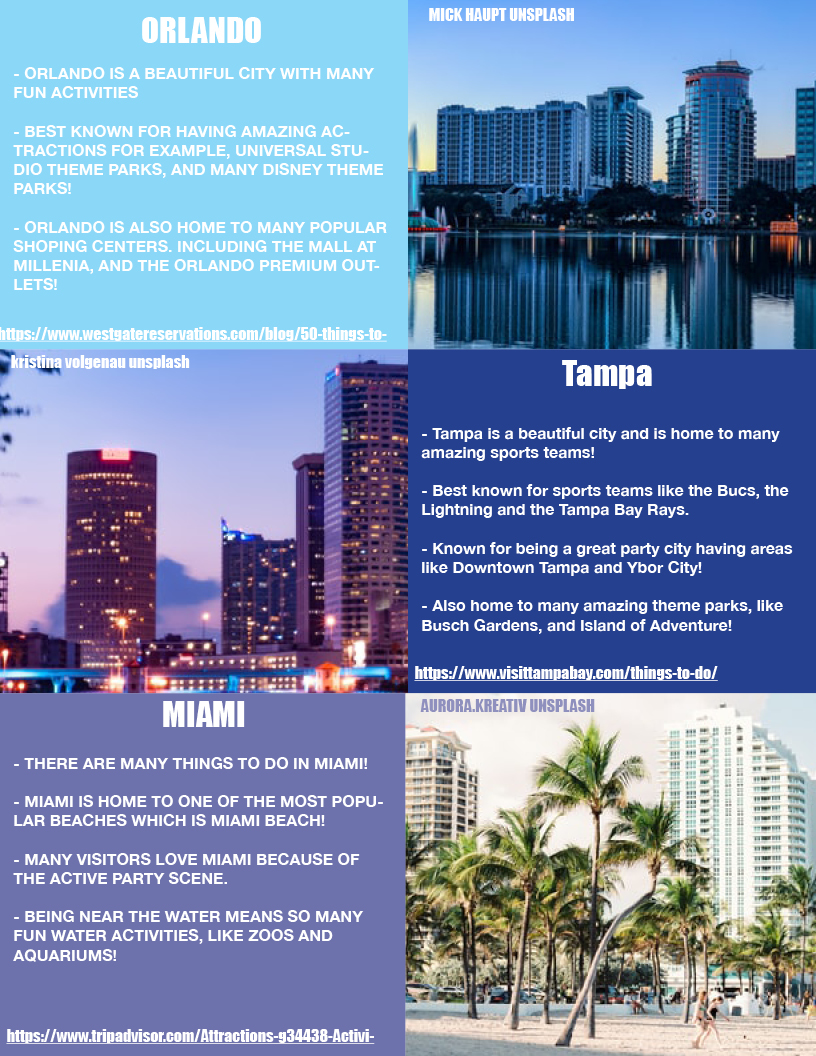 ORLANDO
- ORLANDO IS A BEAUTIFUL CITY WITH MANY
FUN ACTIVITIES
- BEST KNOWN FOR HAVING AMAZING AC-
TRACTIONS FOR EXAMPLE, UNIVERSAL STU-
DIO THEME PARKS, AND MANY DISNEY THEME
PARKS!
- ORLANDO IS ALSO HOME TO MANY POPULAR
SHOPING CENTERS. INCLUDING THE MALL AT
MILLENIA, AND THE ORLANDO PREMIUM OUT-
LETS!
https://www.westgatereservations.com/blog/50-things-to-
MICK HAUPT UNSPLASH
kristina volgenau unsplash
Tampa
- Tampa is a beautiful city and is home to many
amazing sports teams!
- Best known for sports teams like the Bucs, the
Lightning and the Tampa Bay Rays.
- Known for being a great party city having areas
like Downtown Tampa and Ybor City!
- Also home to many amazing theme parks, like
Busch Gardens, and Island of Adventure!
https://www.visittampabay.com/things-to-do/
MIAMI
- THERE ARE MANY THINGS TO DO IN MIAMI!
- MIAMI IS HOME TO ONE OF THE MOST POPU-
LAR BEACHES WHICH IS MIAMI BEACH!
- MANY VISITORS LOVE MIAMI BECAUSE OF
THE ACTIVE PARTY SCENE.
- BEING NEAR THE WATER MEANS SO MANY
FUN WATER ACTIVITIES, LIKE ZOOS AND
AQUARIUMS!
https://www.tripadvisor.com/Attractions-g34438-Activi-
AURORA.KREATIV UNSPLASH